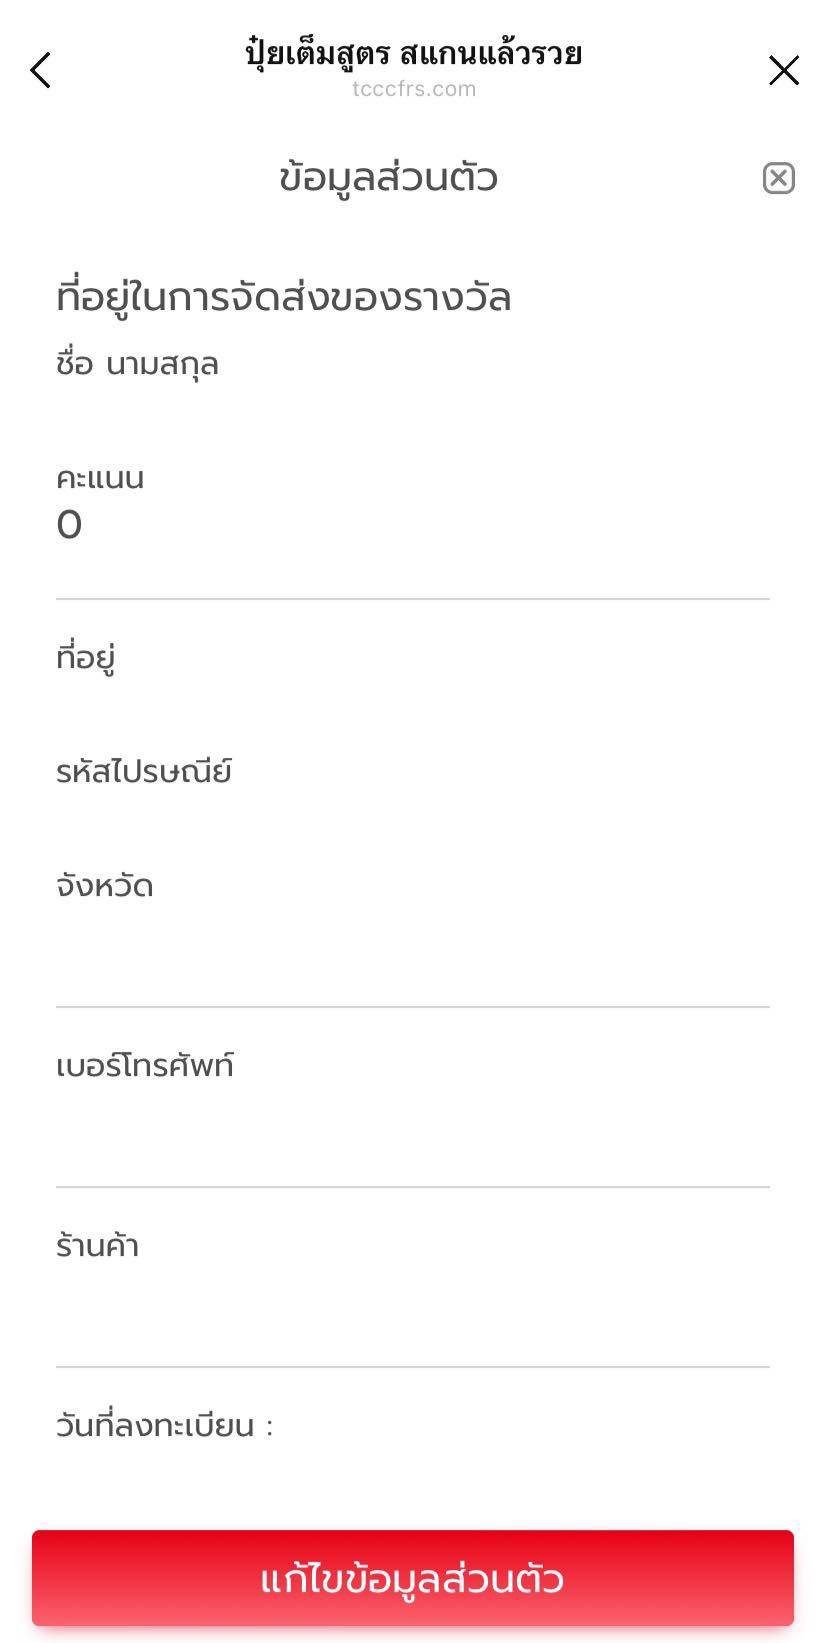 ปุ๋ยเต็มสูตร สแกนแล้วรวย
tcccfrs.com
ข้อมูลส่วนตัว
ที่อยู่ในการจัดส่งของรางวัล
ชื่อ นามสกุล
คะแนน
0
ที่อยู่
รหัสไปรษณีย์
จังหวัด
เบอร์โทรศัพท์
ร้านค้า
วันที่ลงทะเบียน :
แก้ไขข้อมูลส่วนตัว